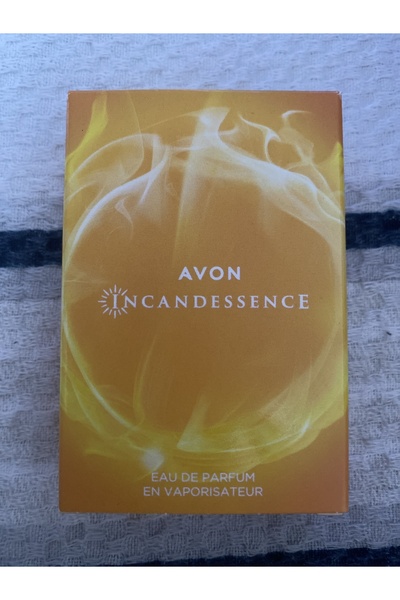 AVON
INCANDESSENCE
EAU DE PARFUM
EN VAPORISATEUR